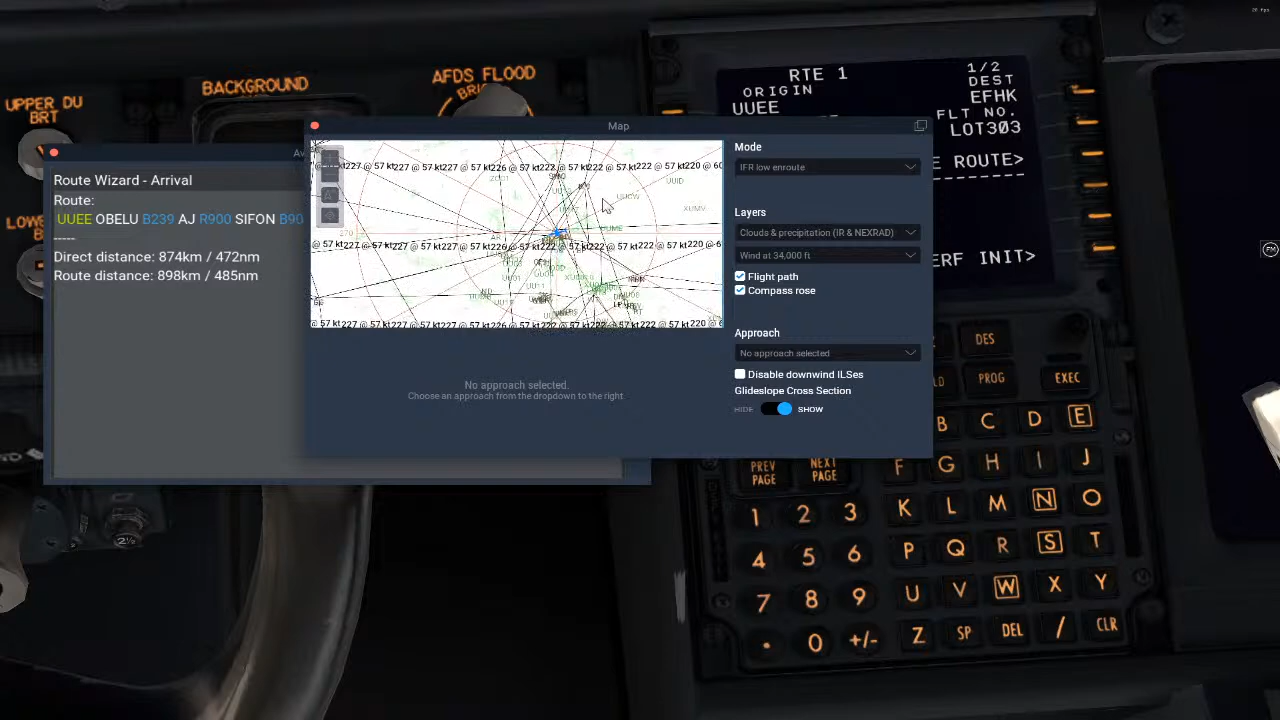 UPPER DU
BRT
BACKGROUND
AFDS FLOOD
BRI
RTE 1
1/2
ORIGIN
DEST
UUEE
EFHK
FLT NO.
LOT303
E ROUTE>
ERF INIT>
Route Wizard - Arrival
Route:
UUEE OBELU B239 AJ R900 SIFON B90
-----
Direct distance: 874km / 472nm
Route distance: 898km / 485nm
Map
Mode
IFR low enroute
Layers
Clouds & precipitation (IR & NEXRAD)
Wind at 34,000 ft
Flight path
Compass rose
Approach
No approach selected
Disable downwind ILSes
Glideslope Cross Section
HIDE SHOW
No approach selected.
Choose an approach from the dropdown to the right.
UUID
XUMV
DES
PROG
EXEC
B C D E
PREV PAGE
NEXT PAGE
F G H I J
1 2 3
K L M N O
4 5 6
P Q R S T
7 8 9
U V W X Y
. 0 +/-
Z SP DEL / CLR